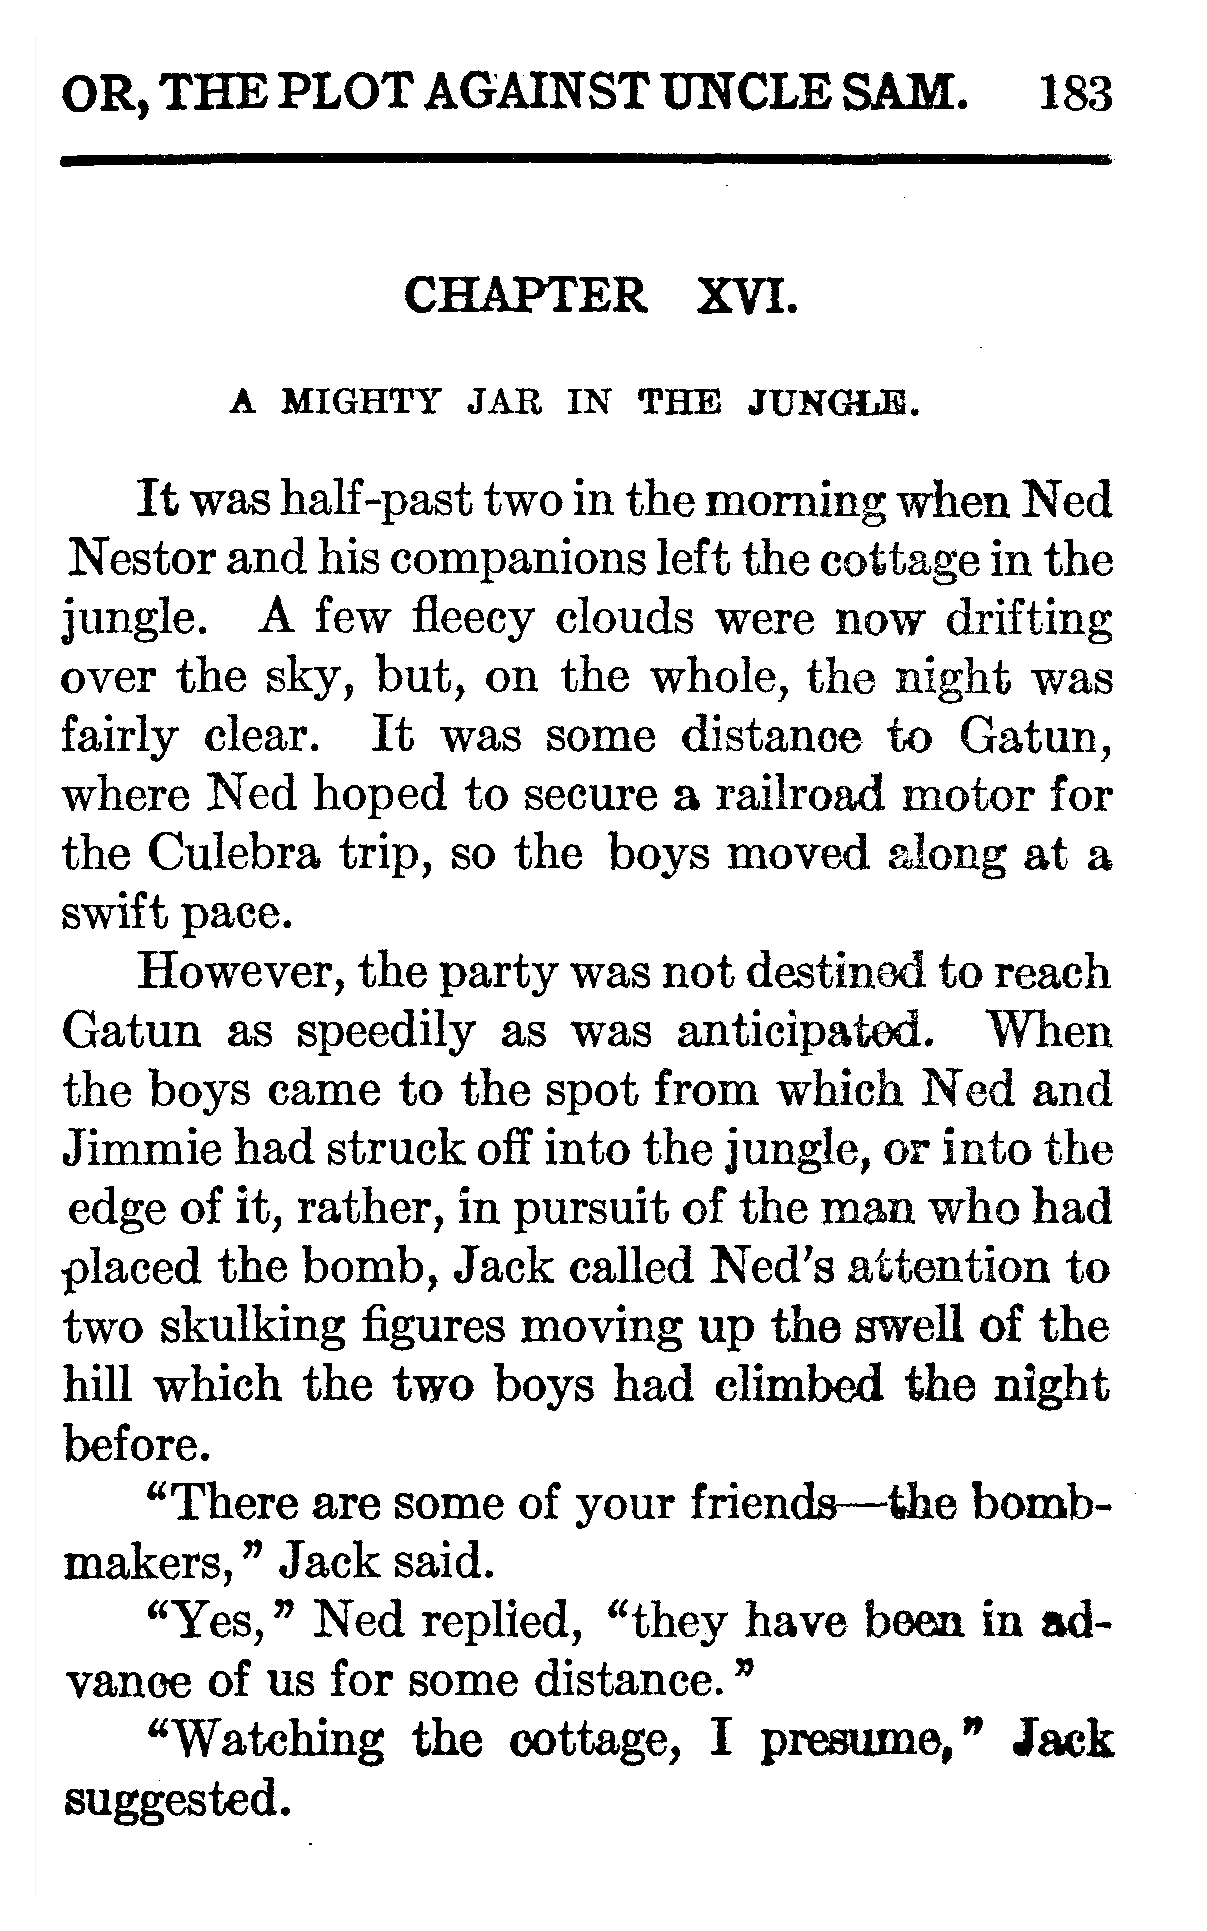 OR, THE PLOT AGAINST UNCLE SAM. 183
CHAPTER XVI.
A MIGHTY JAR IN THE JUNGLE.
It was half-past two in the morning when Ned
Nestor and his companions left the cottage in the
jungle. A few fleecy clouds were now drifting
over the sky, but, on the whole, the night was
fairly clear. It was some distance to Gatun,
where Ned hoped to secure a railroad motor for
the Culebra trip, so the boys moved along at a
swift pace.
However, the party was not destined to reach
Gatun as speedily as was anticipated. When
the boys came to the spot from which Ned and
Jimmie had struck off into the jungle, or into the
edge of it, rather, in pursuit of the man who had
placed the bomb, Jack called Ned's attention to
two skulking figures moving up the swell of the
hill which the two boys had climbed the night
before.
“There are some of your friends—the bomb-
makers,” Jack said.
“Yes,” Ned replied, “they have been in ad-
vance of us for some distance.”
“Watching the cottage, I presume,” Jack
suggested.